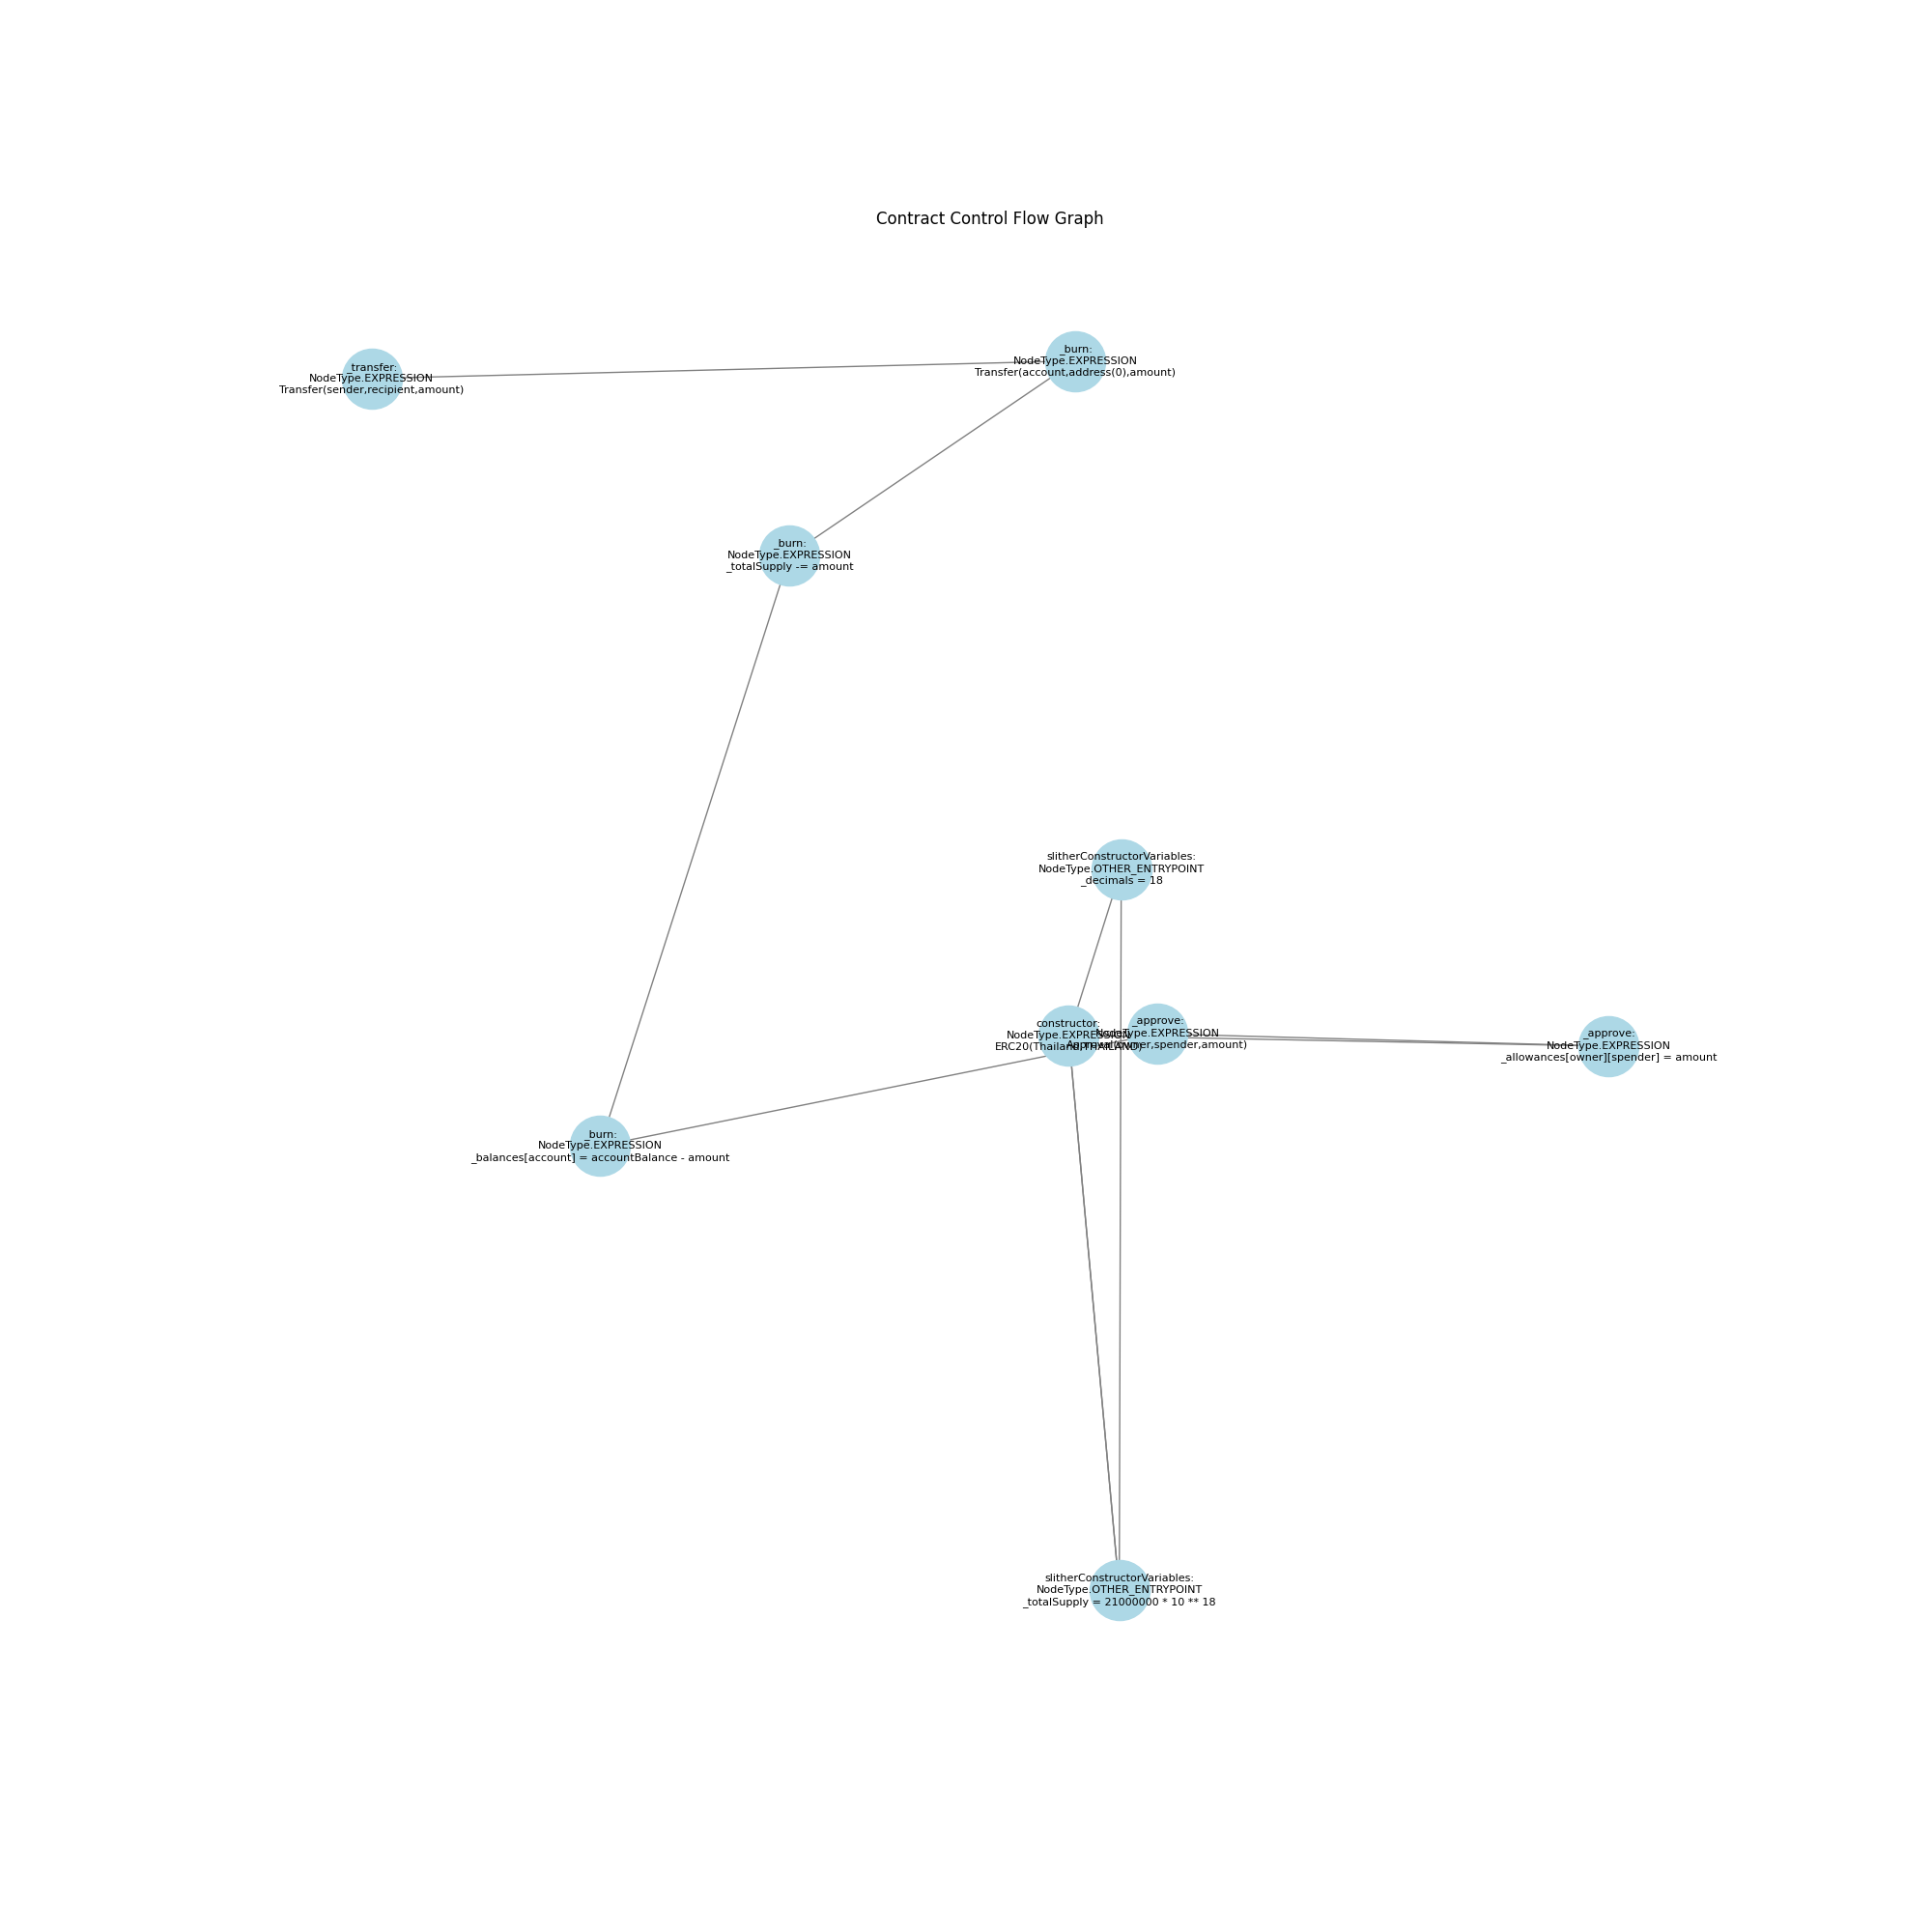 Contract Control Flow Graph
_burn:
NodeType.EXPRESSION
Transfer(account,address(0),amount)
_transfer:
NodeType.EXPRESSION
Transfer(sender,recipient,amount)
_burn:
NodeType.EXPRESSION
_totalSupply -= amount
slitherConstructorVariables:
NodeType.OTHER_ENTRYPOINT
_decimals = 18
constructor:
NodeType.EXPRESSION
ERC20(Thailand,THAILAND)
_approve:
NodeType.EXPRESSION
Approval(owner,spender,amount)
_approve:
NodeType.EXPRESSION
_allowances[owner][spender] = amount
_burn:
NodeType.EXPRESSION
_balances[account] = accountBalance - amount
slitherConstructorVariables:
NodeType.OTHER_ENTRYPOINT
_totalSupply = 21000000 * 10 ** 18